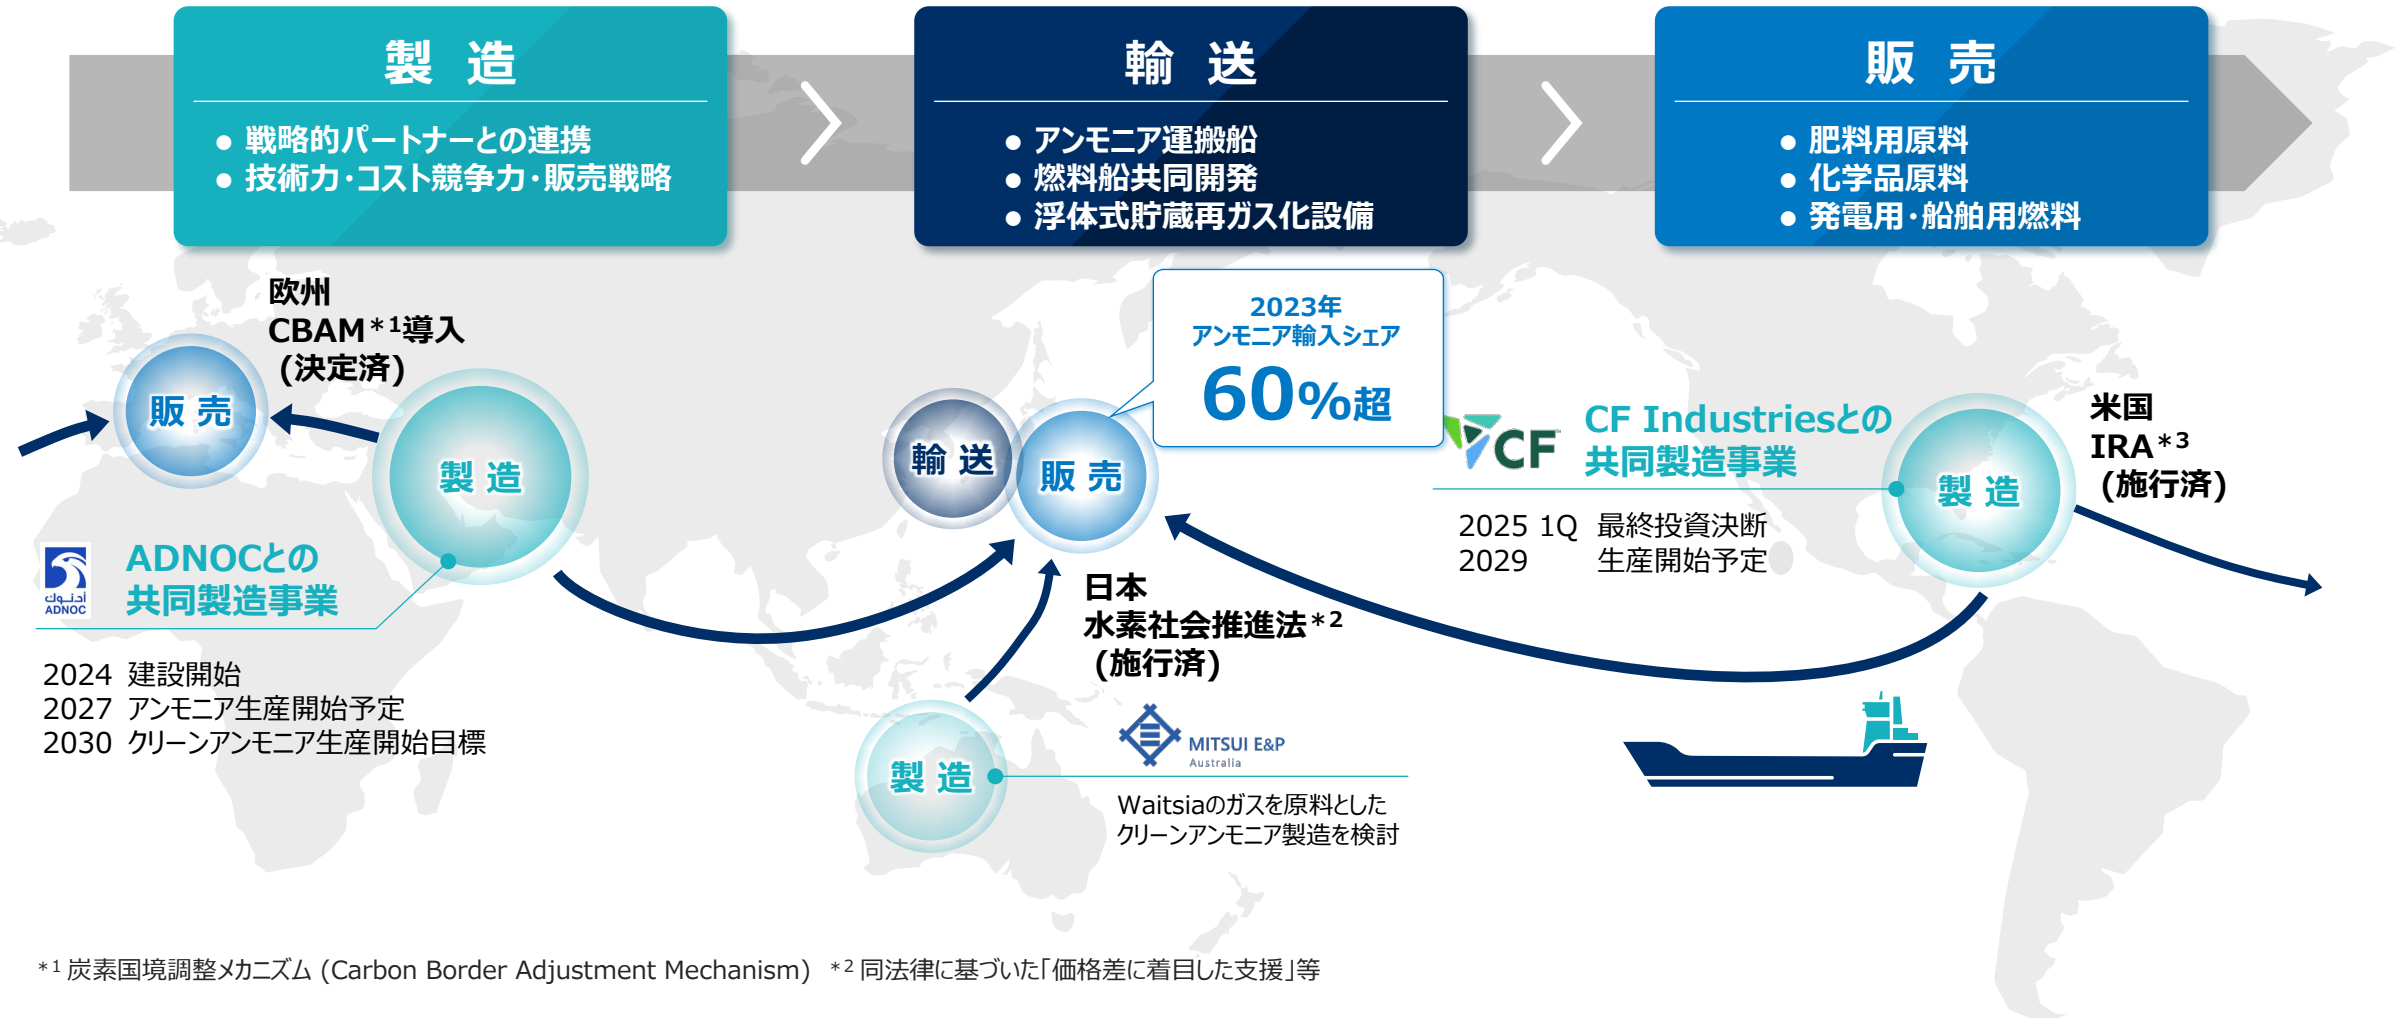 製 造
● 戦略的パートナーとの連携
● 技術力・コスト競争力・販売戦略
輸 送
● アンモニア運搬船
● 燃料船共同開発
● 浮体式貯蔵再ガス化設備
販 売
● 肥料用原料
● 化学品原料
● 発電用・船舶用燃料
欧州
CBAM*1導入
(決定済)
販 売
製 造
أدنوك
ADNOC
ADNOCとの
共同製造事業
2024 建設開始
2027 アンモニア生産開始予定
2030 クリーンアンモニア生産開始目標
輸 送
販 売
2023年
アンモニア輸入シェア
60%超
日本
水素社会推進法*2
(施行済)
製 造
MITSUI E&P
Australia
Waitsiaのガスを原料とした
クリーンアンモニア製造を検討
CF
CF Industriesとの
共同製造事業
2025 1Q 最終投資決断
2029 生産開始予定
製 造
米国
IRA*3
(施行済)
*1 炭素国境調整メカニズム (Carbon Border Adjustment Mechanism) *2 同法律に基づいた「価格差に着目した支援」等